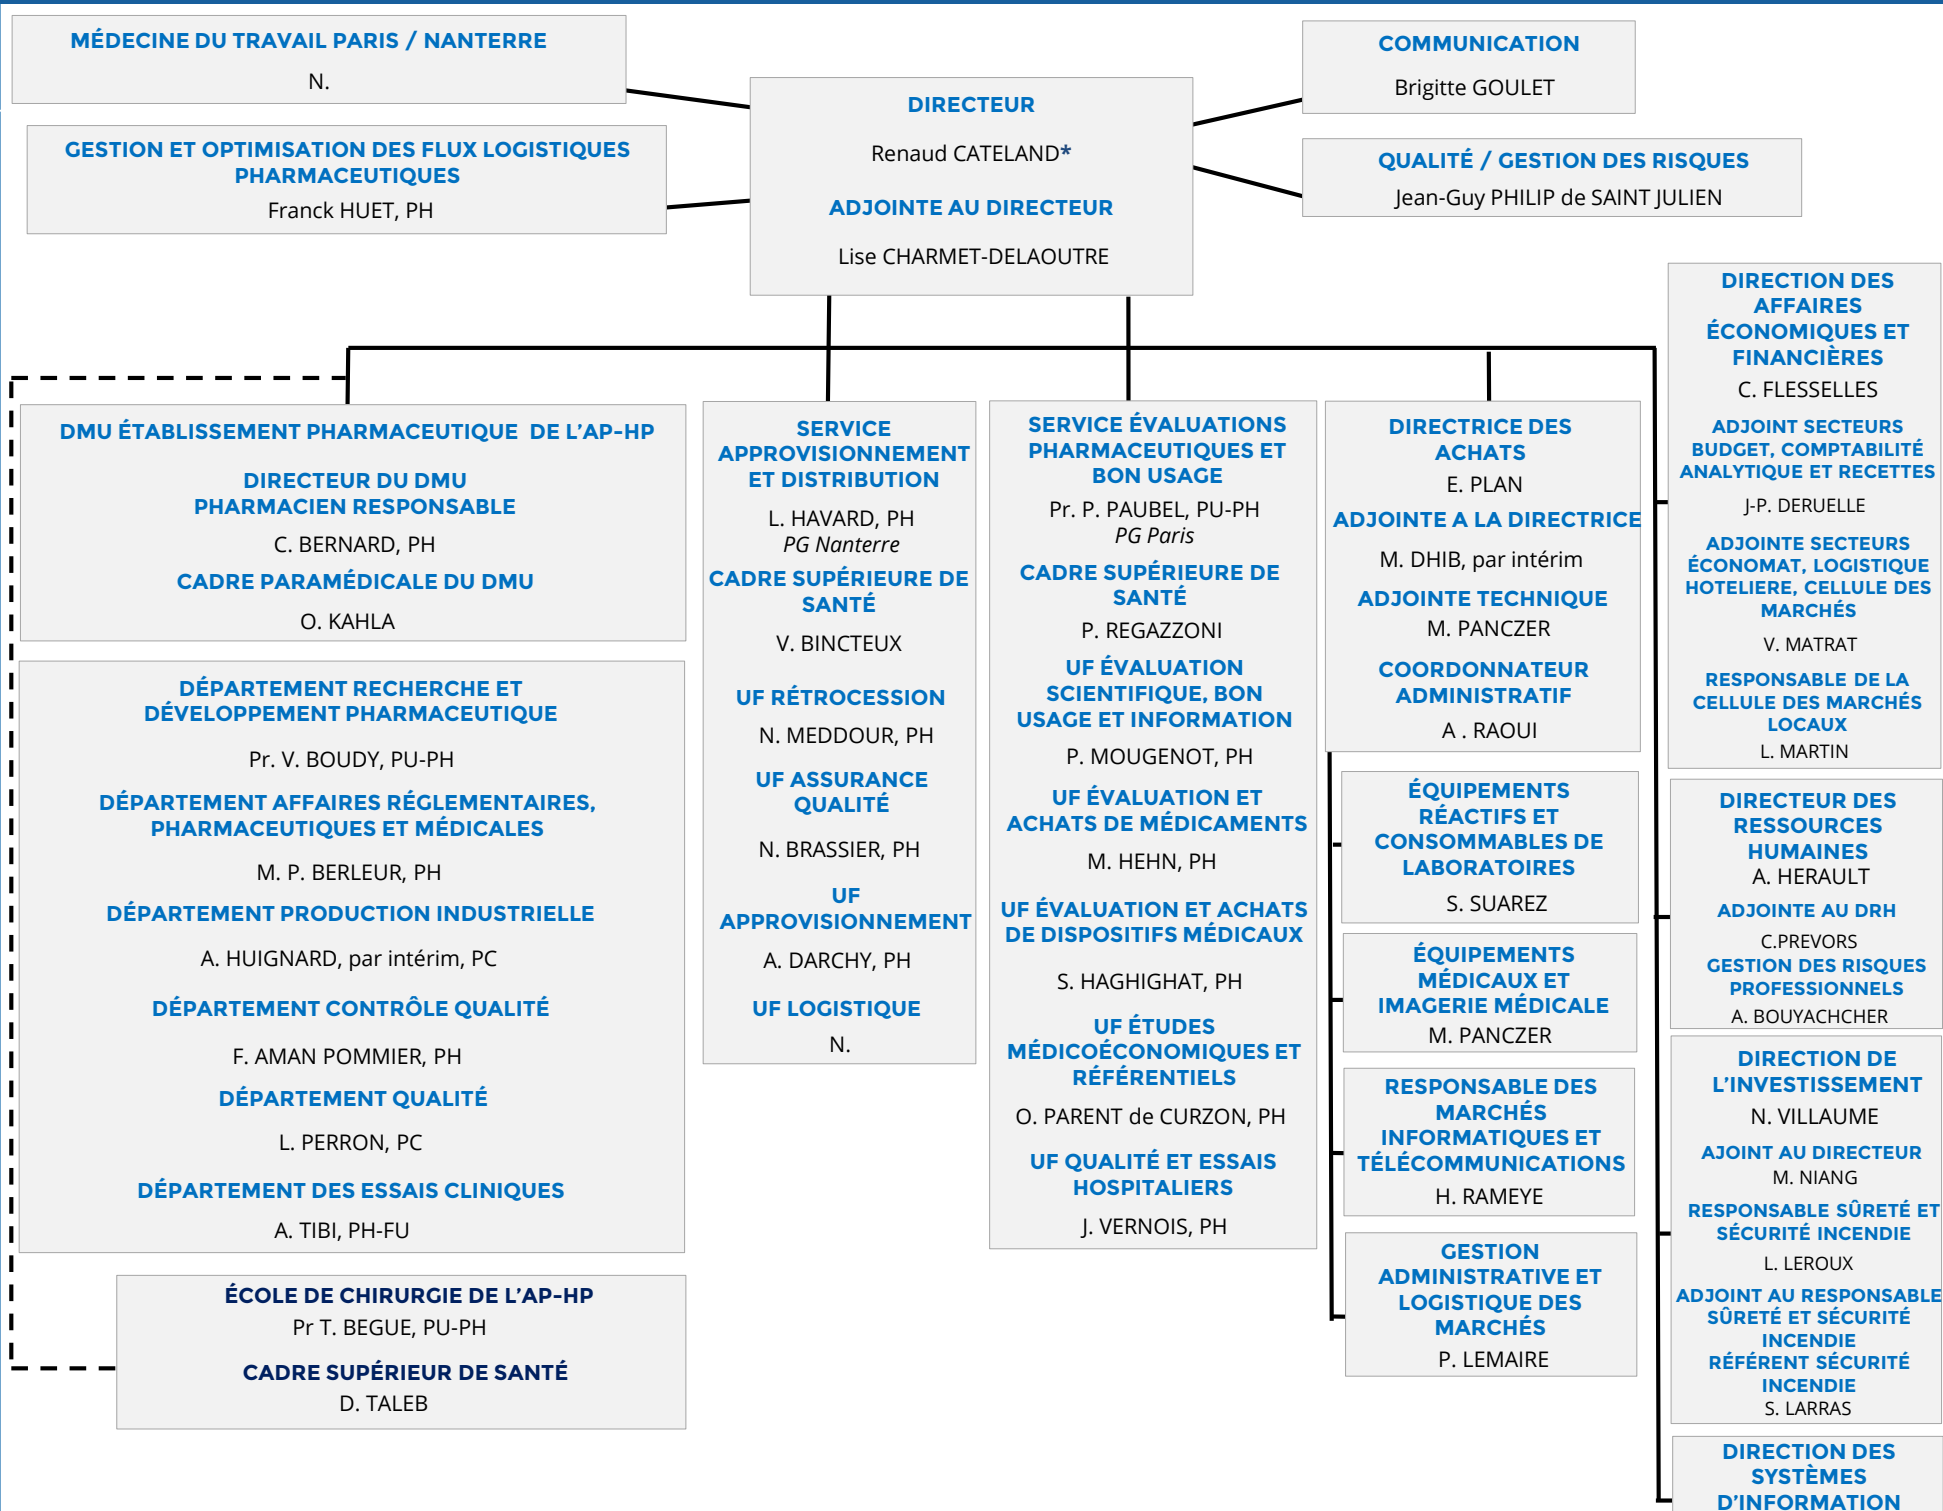 MÉDECINE DU TRAVAIL PARIS / NANTERRE
N.
GESTION ET OPTIMISATION DES FLUX LOGISTIQUES
PHARMACEUTIQUES
Franck HUET, PH
DIRECTEUR
Renaud CATELAND*
ADJOINTE AU DIRECTEUR
Lise CHARMET-DELAOUTRE
COMMUNICATION
Brigitte GOULET
QUALITÉ / GESTION DES RISQUES
Jean-Guy PHILIP de SAINT JULIEN
DMU ÉTABLISSEMENT PHARMACEUTIQUE DE L'AP-HP
DIRECTEUR DU DMU
PHARMACIEN RESPONSABLE
C. BERNARD, PH
CADRE PARAMÉDICALE DU DMU
O. KAHLA
DÉPARTEMENT RECHERCHE ET
DÉVELOPPEMENT PHARMACEUTIQUE
Pr. V. BOUDY, PU-PH
DÉPARTEMENT AFFAIRES RÉGLEMENTAIRES,
PHARMACEUTIQUES ET MÉDICALES
M. P. BERLEUR, PH
DÉPARTEMENT PRODUCTION INDUSTRIELLE
A. HUIGNARD, par intérim, PC
DÉPARTEMENT CONTRÔLE QUALITÉ
F. AMAN POMMIER, PH
DÉPARTEMENT QUALITÉ
L. PERRON, PC
DÉPARTEMENT DES ESSAIS CLINIQUES
A. TIBI, PH-FU
ÉCOLE DE CHIRURGIE DE L'AP-HP
Pr T. BEGUE, PU-PH
CADRE SUPÉRIEUR DE SANTÉ
D. TALEB
SERVICE
APPROVISIONNEMENT
ET DISTRIBUTION
L. HAVARD, PH
PG Nanterre
CADRE SUPÉRIEURE DE
SANTÉ
V. BINCTEUX
UF RÉTROCESSION
N. MEDDOUR, PH
UF ASSURANCE
QUALITÉ
N. BRASSIER, PH
UF
APPROVISIONNEMENT
A. DARCHY, PH
UF LOGISTIQUE
N.
SERVICE ÉVALUATIONS
PHARMACEUTIQUES ET
BON USAGE
Pr. P. PAUBEL, PU-PH
PG Paris
CADRE SUPÉRIEURE DE
SANTÉ
P. REGAZZONI
UF ÉVALUATION
SCIENTIFIQUE, BON
USAGE ET INFORMATION
P. MOUGENOT, PH
UF ÉVALUATION ET
ACHATS DE MÉDICAMENTS
M. HEHN, PH
UF ÉVALUATION ET ACHATS
DE DISPOSITIFS MÉDICAUX
S. HAGHIGHAT, PH
UF ÉTUDES
MÉDICOÉCONOMIQUES ET
RÉFÉRENTIELS
O. PARENT de CURZON, PH
UF QUALITÉ ET ESSAIS
HOSPITALIERS
J. VERNOIS, PH
DIRECTRICE DES
ACHATS
E. PLAN
ADJOINTE A LA DIRECTRICE
M. DHIB, par intérim
ADJOINTE TECHNIQUE
M. PANCZER
COORDONNATEUR
ADMINISTRATIF
A . RAOUI
ÉQUIPEMENTS
RÉACTIFS ET
CONSOMMABLES DE
LABORATOIRES
S. SUAREZ
ÉQUIPEMENTS
MÉDICAUX ET
IMAGERIE MÉDICALE
M. PANCZER
RESPONSABLE DES
MARCHÉS
INFORMATIQUES ET
TÉLÉCOMMUNICATIONS
H. RAMEYE
GESTION
ADMINISTRATIVE ET
LOGISTIQUE DES
MARCHÉS
P. LEMAIRE
DIRECTION DES
AFFAIRES
ÉCONOMIQUES ET
FINANCIÈRES
C. FLESSELLES
ADJOINT SECTEURS
BUDGET, COMPTABILITÉ
ANALYTIQUE ET RECETTES
J-P. DERUELLE
ADJOINTE SECTEURS
ÉCONOMAT, LOGISTIQUE
HOTELIERE, CELLULE DES
MARCHÉS
V. MATRAT
RESPONSABLE DE LA
CELLULE DES MARCHÉS
LOCAUX
L. MARTIN
DIRECTEUR DES
RESSOURCES
HUMAINES
A. HERAULT
ADJOINTE AU DRH
C.PREVORS
GESTION DES RISQUES
PROFESSIONNELS
A. BOUYACHCHER
DIRECTION DE
L'INVESTISSEMENT
N. VILLAUME
AJOINT AU DIRECTEUR
M. NIANG
RESPONSABLE SÛRETÉ ET
SÉCURITÉ INCENDIE
L. LEROUX
ADJOINT AU RESPONSABLE
SÛRETÉ ET SÉCURITÉ
INCENDIE
RÉFÉRENT SÉCURITÉ
INCENDIE
S. LARRAS
DIRECTION DES
SYSTÈMES
D'INFORMATION